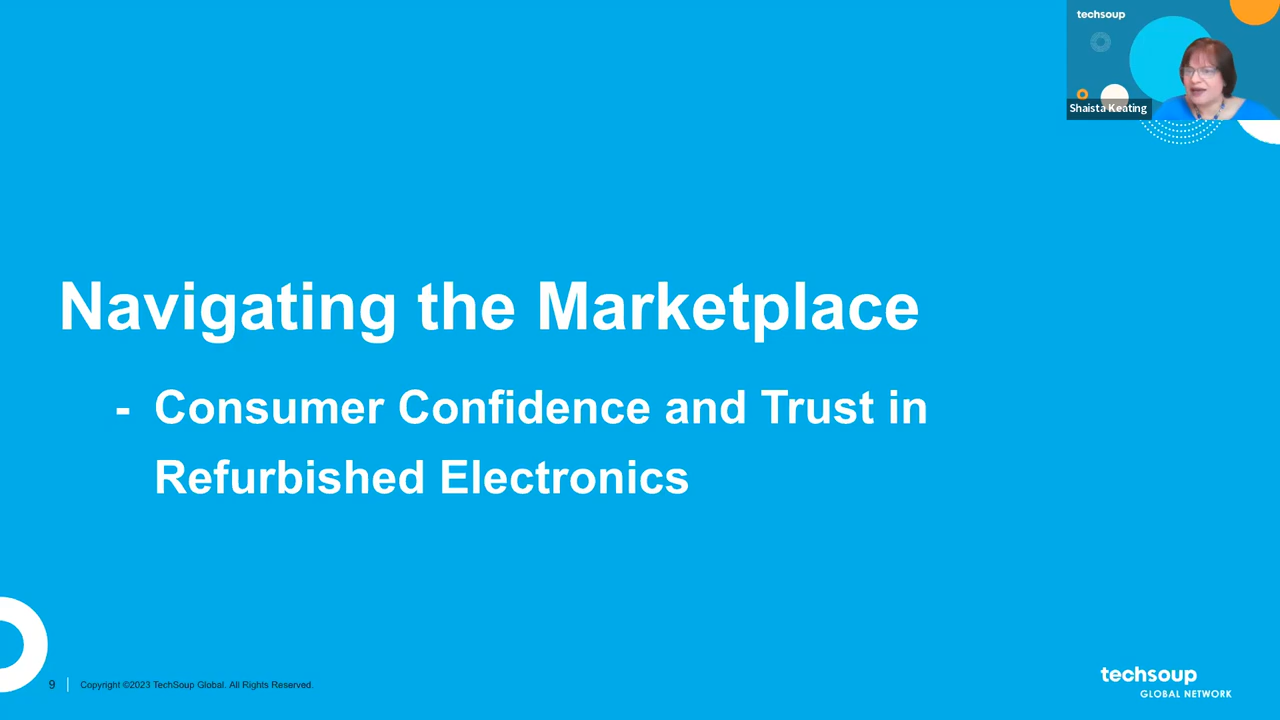 techsoup
Shaista Keating
Navigating the Marketplace
- Consumer Confidence and Trust in
Refurbished Electronics
9 | Copyright ©2023 TechSoup Global. All Rights Reserved.
techsoup
GLOBAL NETWORK